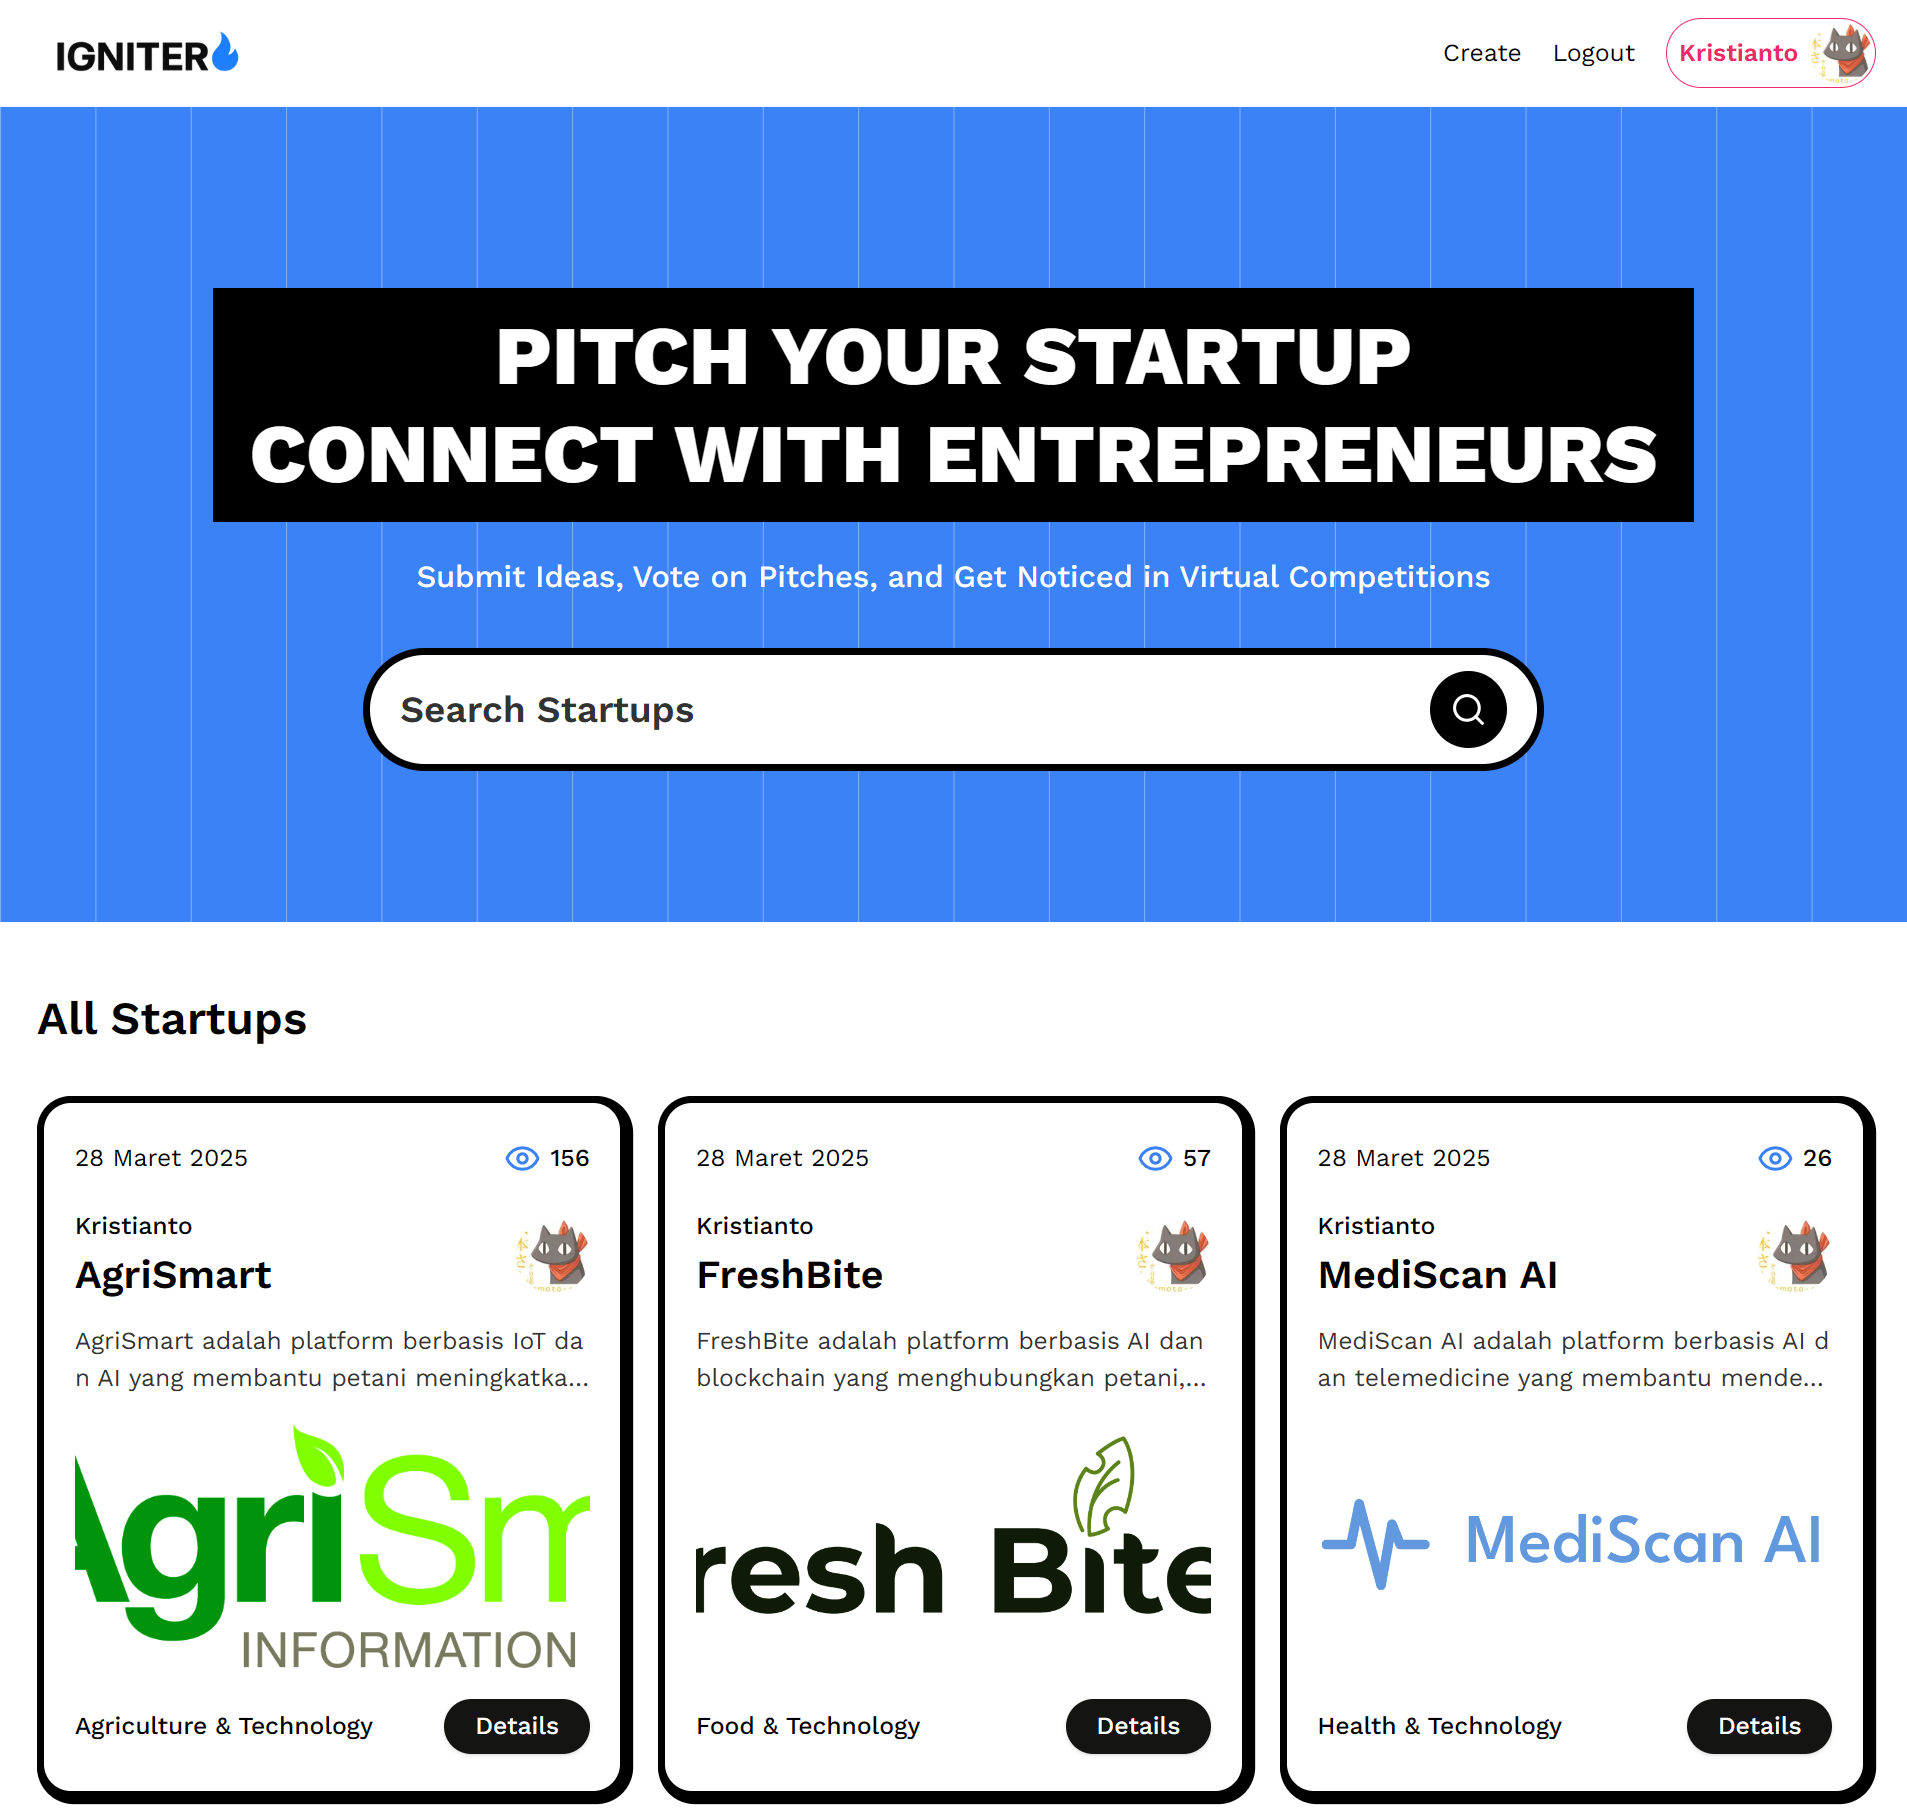 IGNITER
Create Logout Kristianto
PITCH YOUR STARTUP
CONNECT WITH ENTREPRENEURS
Submit Ideas, Vote on Pitches, and Get Noticed in Virtual Competitions
Search Startups
All Startups
28 Maret 2025 156
Kristianto
AgriSmart
AgriSmart adalah platform berbasis IoT da
n AI yang membantu petani meningkatka...
AgriSm
INFORMATION
Agriculture & Technology Details
28 Maret 2025 57
Kristianto
FreshBite
FreshBite adalah platform berbasis AI dan
blockchain yang menghubungkan petani,...
resh Bite
Food & Technology Details
28 Maret 2025 26
Kristianto
MediScan AI
MediScan AI adalah platform berbasis AI d
an telemedicine yang membantu mende...
MediScan AI
Health & Technology Details